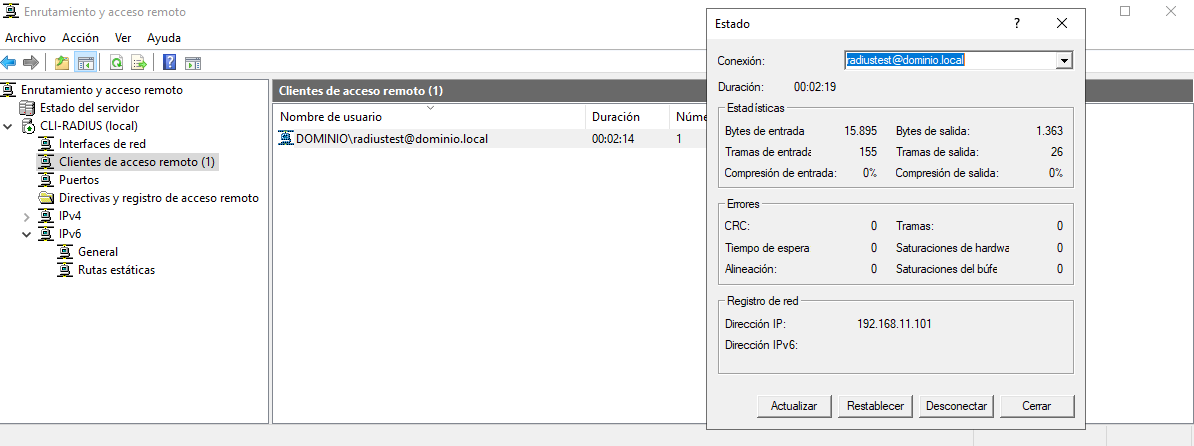 Enrutamiento y acceso remoto
Archivo Acción Ver Ayuda
Enrutamiento y acceso remoto
Estado del servidor
CLI-RADIUS (local)
Interfaces de red
Clientes de acceso remoto (1)
Puertos
Directivas y registro de acceso remoto
IPv4
IPv6
General
Rutas estáticas
Clientes de acceso remoto (1)
Nombre de usuario Duración Núme
DOMINIO\radiustest@dominio.local 00:02:14 1
Estado ?
Conexión: radiustest@dominio.local
Duración: 00:02:19
Estadísticas
Bytes de entrada 15.895 Bytes de salida: 1.363
Tramas de entrada 155 Tramas de salida: 26
Compresión de entrada: 0% Compresión de salida: 0%
Errores
CRC: 0 Tramas: 0
Tiempo de espera 0 Saturaciones de hardwa 0
Alineación: 0 Saturaciones del búfe 0
Registro de red
Dirección IP: 192.168.11.101
Dirección IPv6:
Actualizar Restablecer Desconectar Cerrar